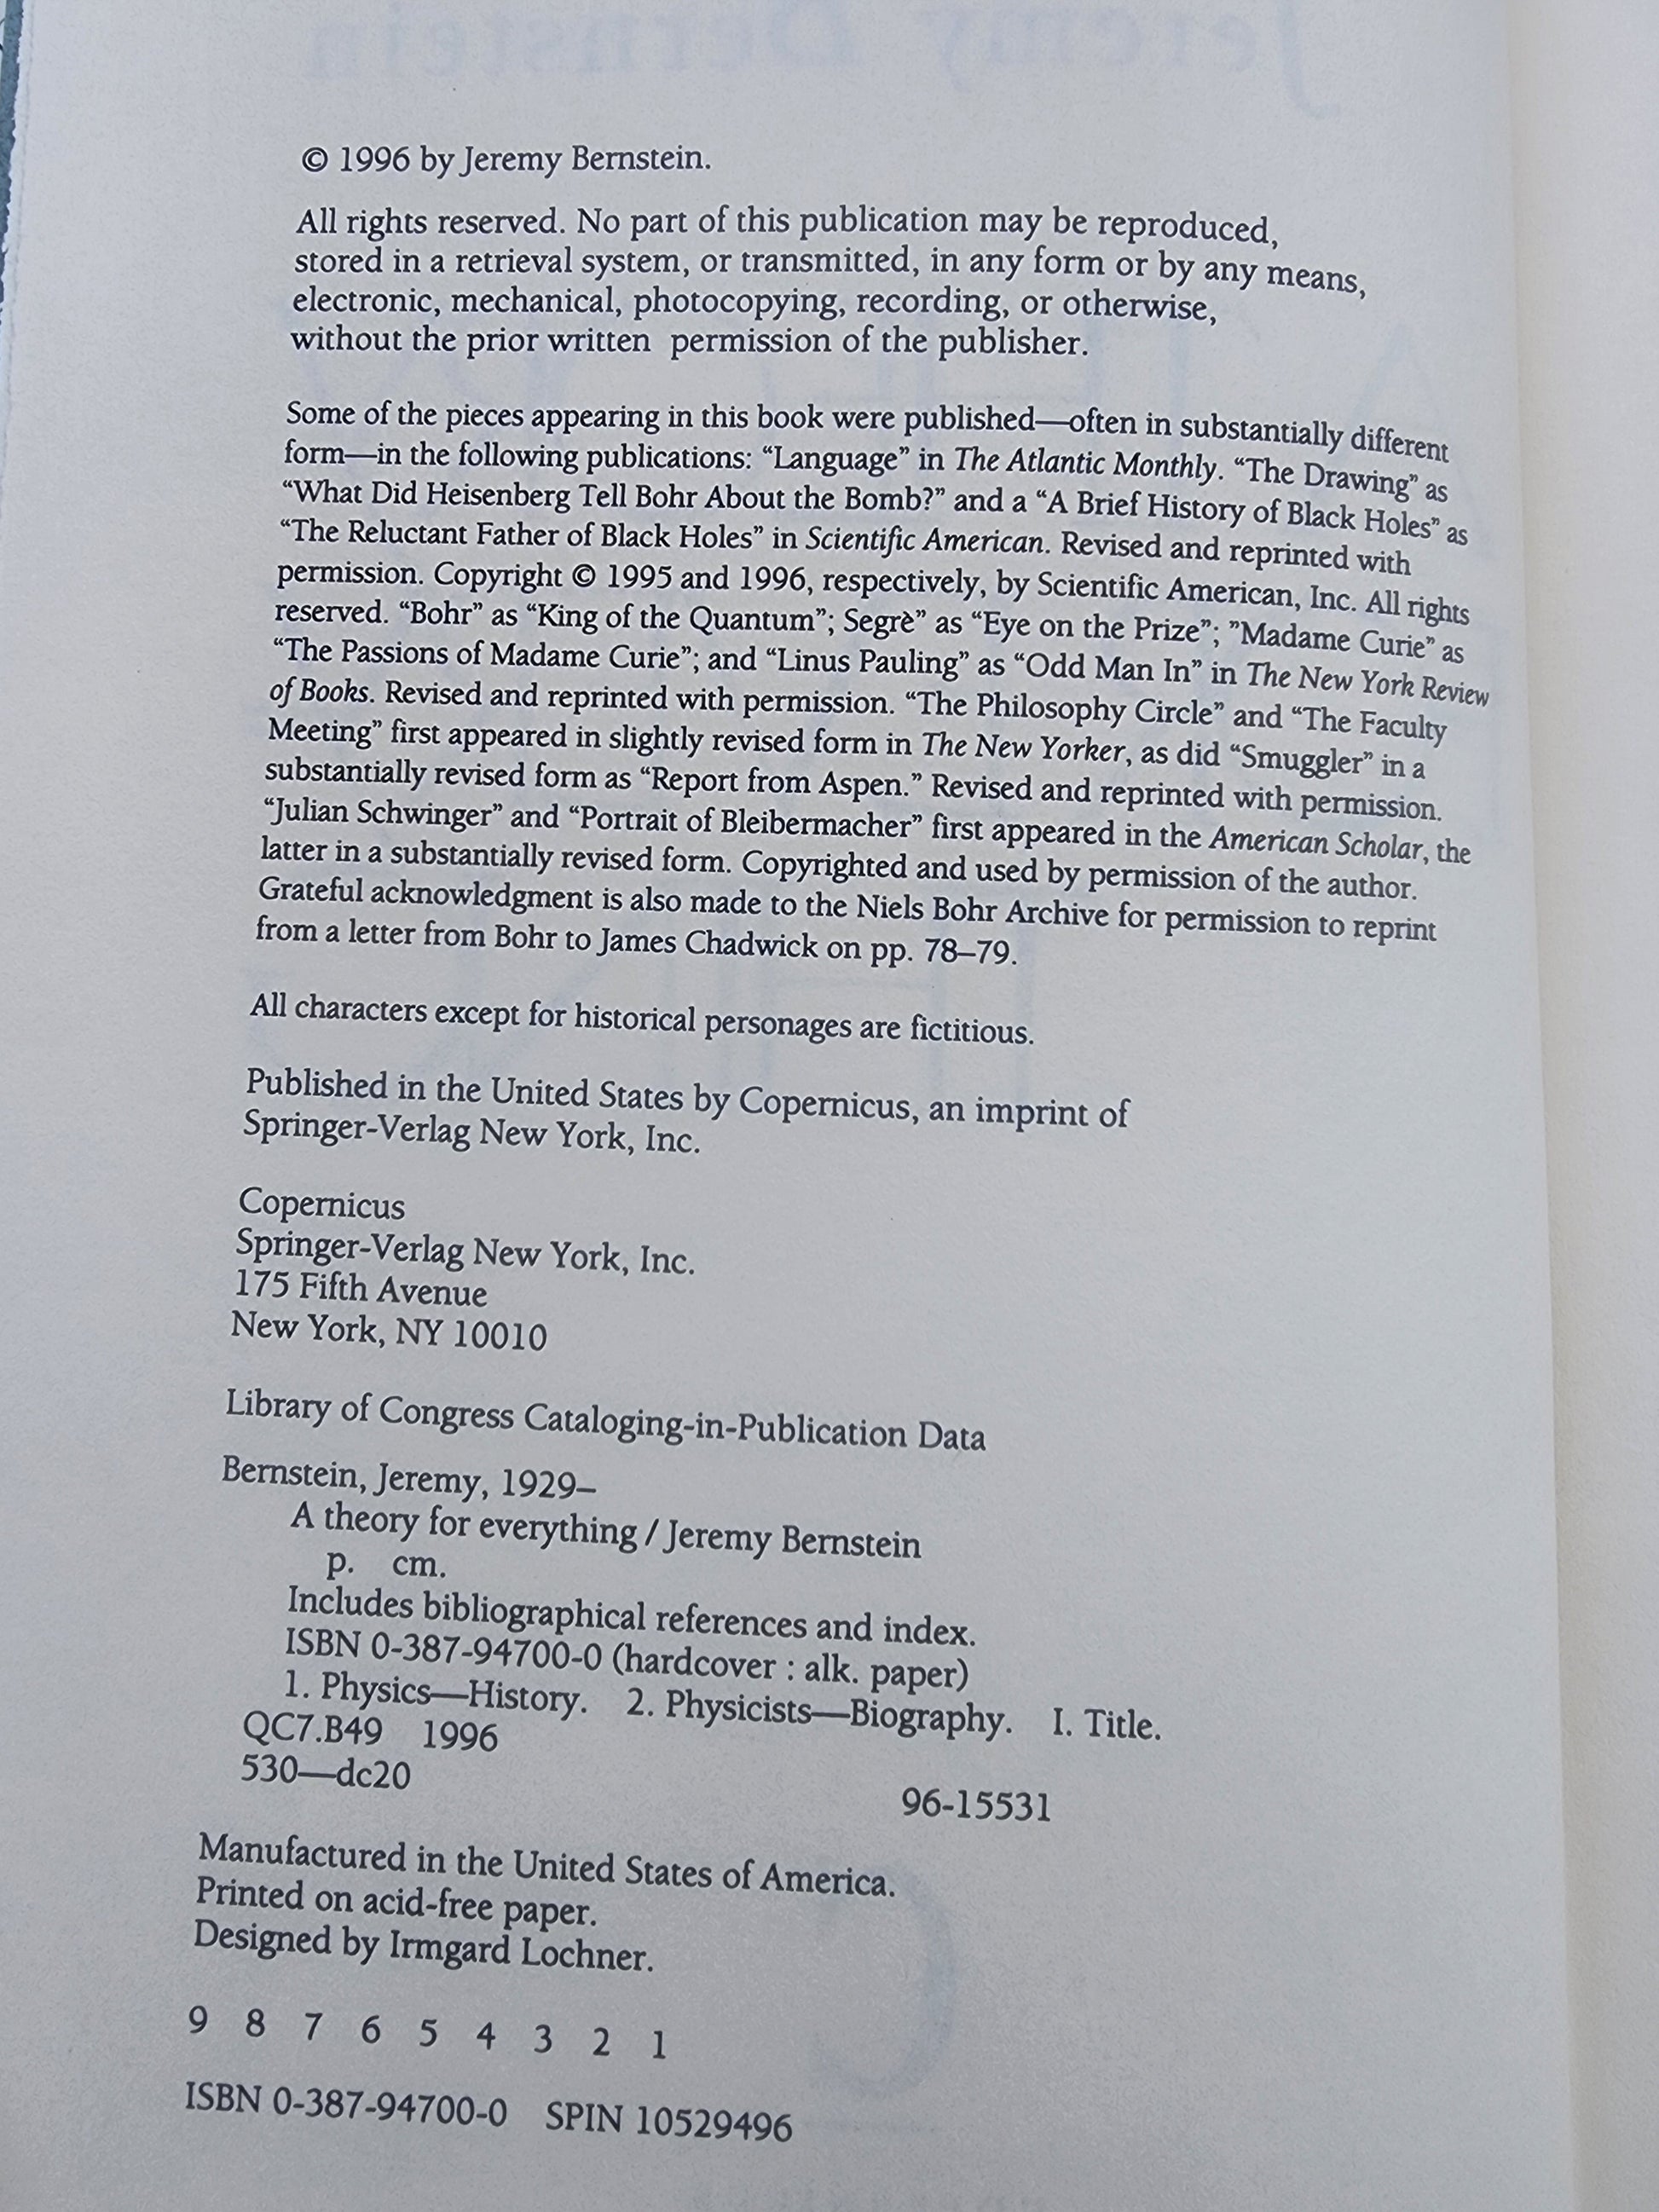 © 1996 by Jeremy Bernstein.
All rights reserved. No part of this publication may be reproduced,
stored in a retrieval system, or transmitted, in any form or by any means,
electronic, mechanical, photocopying, recording, or otherwise,
without the prior written permission of the publisher.
Some of the pieces appearing in this book were published—often in substantially different
form—in the following publications: “Language” in The Atlantic Monthly. “The Drawing” as
“What Did Heisenberg Tell Bohr About the Bomb?” and a “A Brief History of Black Holes” as
“The Reluctant Father of Black Holes” in Scientific American. Revised and reprinted with
permission. Copyright © 1995 and 1996, respectively, by Scientific American, Inc. All rights
reserved. “Bohr” as “King of the Quantum”; Segrè” as “Eye on the Prize”; ”Madame Curie” as
“The Passions of Madame Curie”; and “Linus Pauling” as “Odd Man In” in The New York Review
of Books. Revised and reprinted with permission. “The Philosophy Circle” and “The Faculty
Meeting” first appeared in slightly revised form in The New Yorker, as did “Smuggler” in a
substantially revised form as “Report from Aspen.” Revised and reprinted with permission.
“Julian Schwinger” and “Portrait of Bleibermacher” first appeared in the American Scholar, the
latter in a substantially revised form. Copyrighted and used by permission of the author.
Grateful acknowledgment is also made to the Niels Bohr Archive for permission to reprint
from a letter from Bohr to James Chadwick on pp. 78–79.
All characters except for historical personages are fictitious.
Published in the United States by Copernicus, an imprint of
Springer-Verlag New York, Inc.
Copernicus
Springer-Verlag New York, Inc.
175 Fifth Avenue
New York, NY 10010
Library of Congress Cataloging-in-Publication Data
Bernstein, Jeremy, 1929–
A theory for everything / Jeremy Bernstein
p. cm.
Includes bibliographical references and index.
ISBN 0-387-94700-0 (hardcover : alk. paper)
1. Physics—History. 2. Physicists—Biography. I. Title.
QC7.B49 1996
530—dc20
96-15531
Manufactured in the United States of America.
Printed on acid-free paper.
Designed by Irmgard Lochner.
9 8 7 6 5 4 3 2 1
ISBN 0-387-94700-0 SPIN 10529496